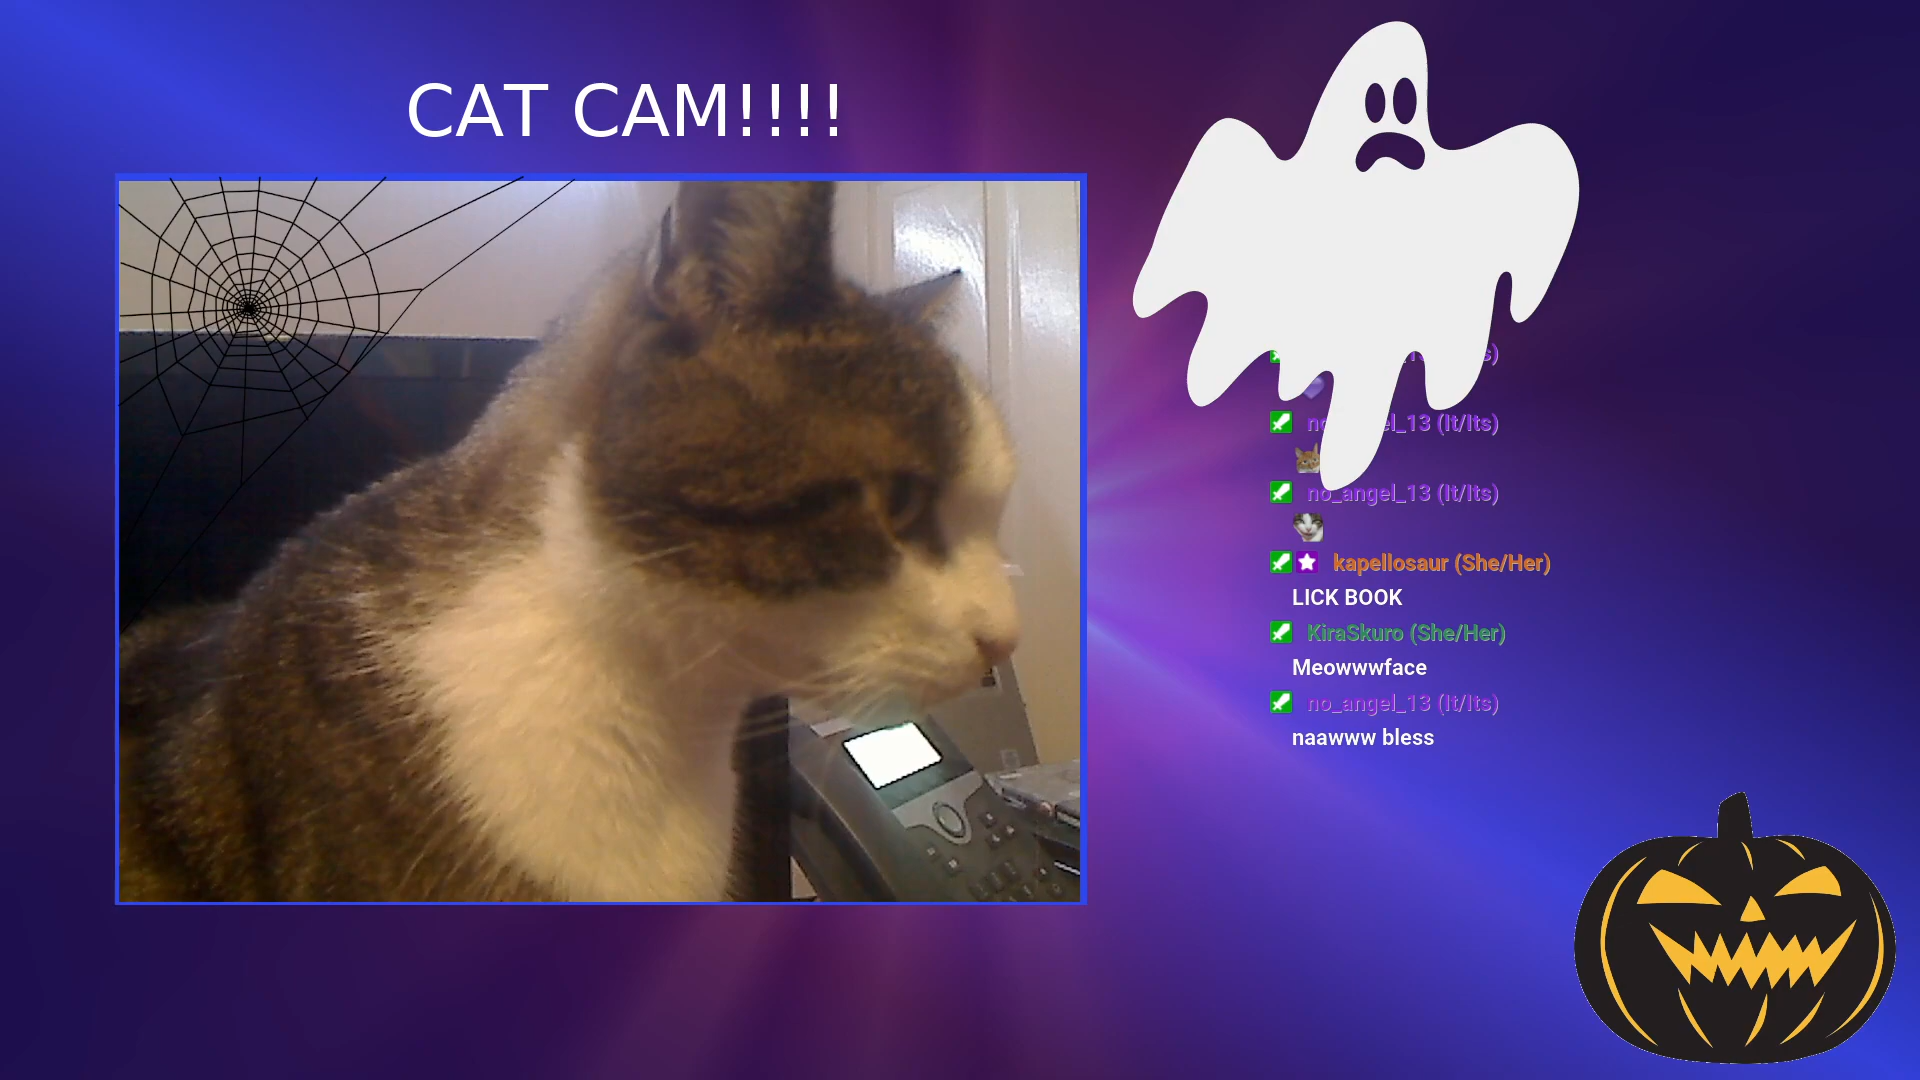 CAT CAM!!!!
no_angel_13 (It/Its)
kapellosaur (She/Her)
LICK BOOK
KiraSkuro (She/Her)
Meowwwface
no_angel_13 (It/Its)
naawww bless